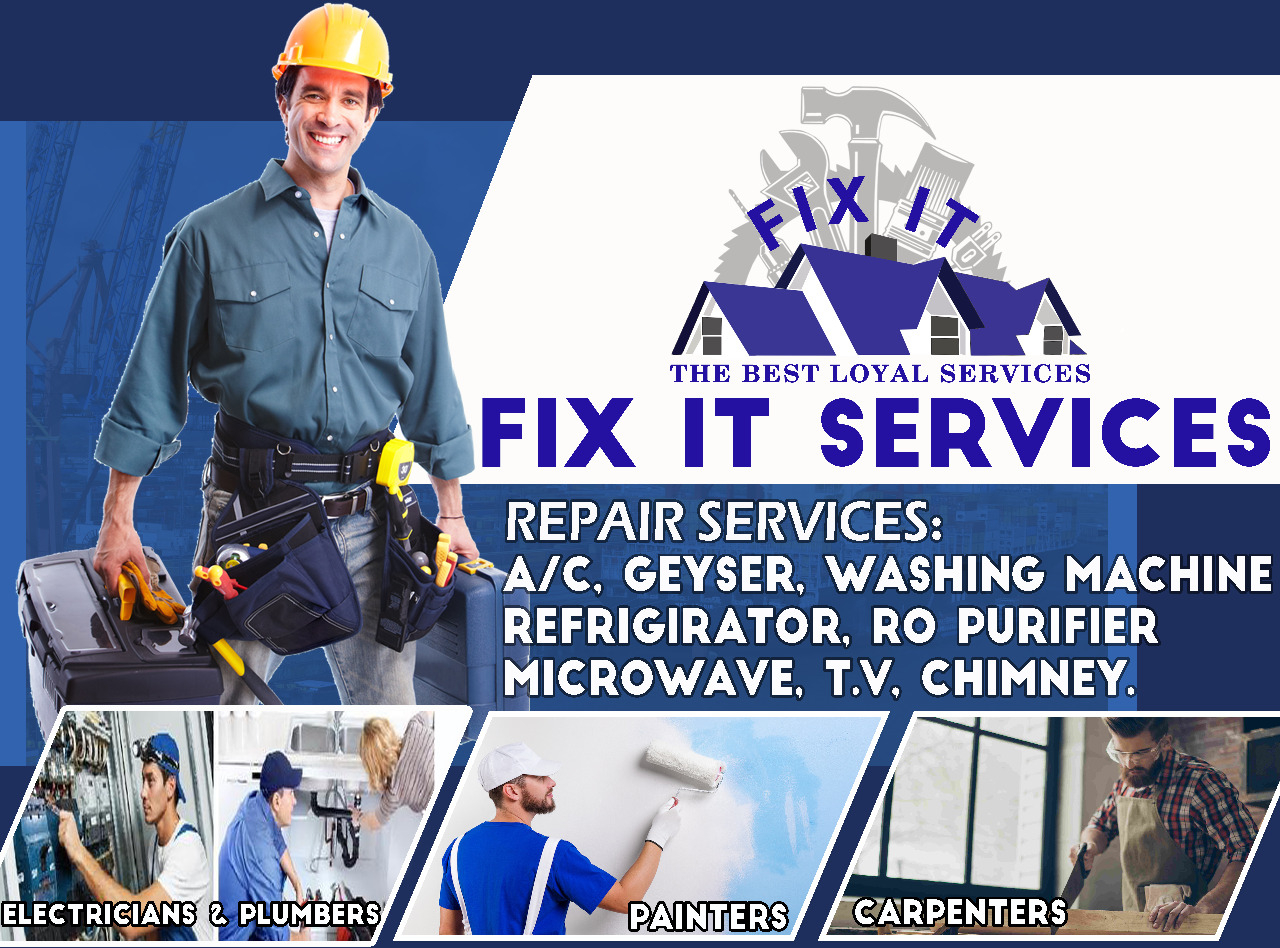 FIX IT
THE BEST LOYAL SERVICES
FIX IT SERVICES
REPAIR SERVICES:
A/C, GEYSER, WASHING MACHINE
REFRIGIRATOR, RO PURIFIER
MICROWAVE, T.V, CHIMNEY.
ELECTRICIANS & PLUMBERS
PAINTERS
CARPENTERS